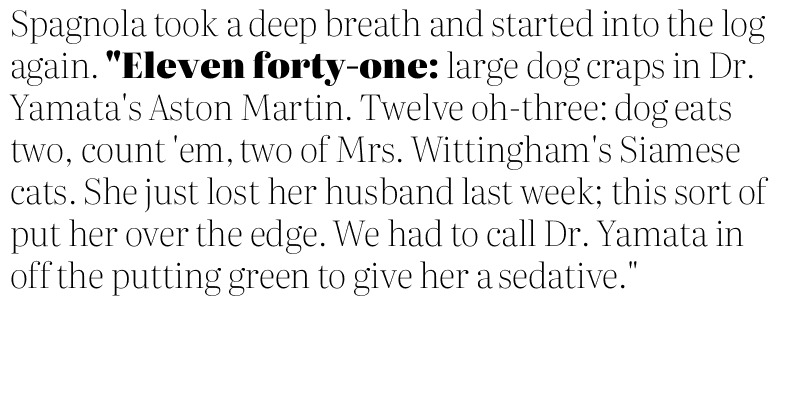 Spagnola took a deep breath and started into the log
again. "Eleven forty-one: large dog craps in Dr.
Yamata's Aston Martin. Twelve oh-three: dog eats
two, count 'em, two of Mrs. Wittingham's Siamese
cats. She just lost her husband last week; this sort of
put her over the edge. We had to call Dr. Yamata in
off the putting green to give her a sedative."